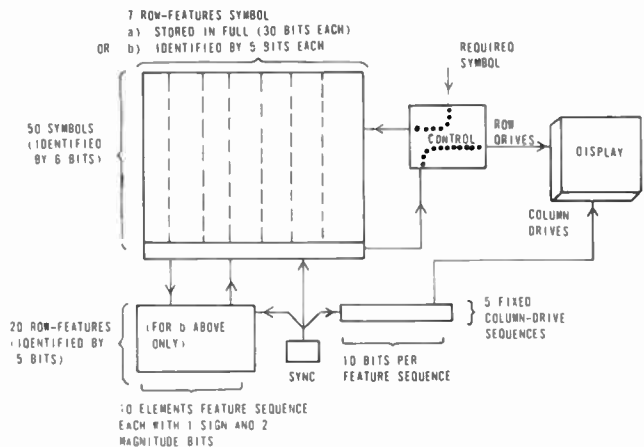 7 ROW-FEATURES SYMBOL
a) STORED IN FULL (30 BITS EACH)
OR b) IDENTIFIED BY 5 BITS EACH
REQUIRED
SYMBOL
50 SYMBOLS
(IDENTIFIED
BY 6 BITS)
CONTROL
ROW
DRIVES
DISPLAY
COLUMN
DRIVES
20 ROW-FEATURES
(IDENTIFIED BY
5 BITS)
(FOR b ABOVE
ONLY)
SYNC
5 FIXED
COLUMN-DRIVE
SEQUENCES
10 BITS PER
FEATURE SEQUENCE
10 ELEMENTS FEATURE SEQUENCE
EACH WITH 1 SIGN AND 2
MAGNITUDE BITS